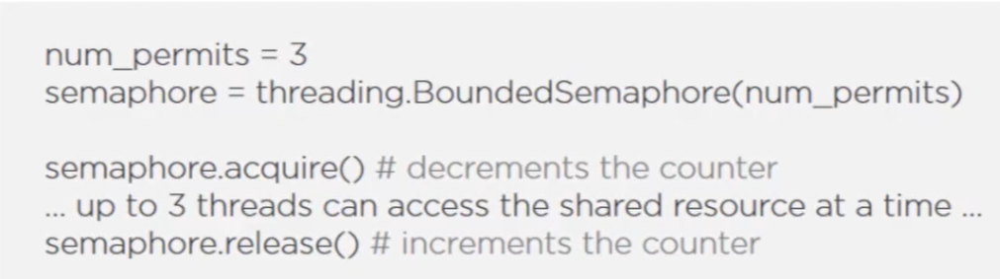 num_permits = 3
semaphore = threading.BoundedSemaphore(num_permits)
semaphore.acquire() # decrements the counter
... up to 3 threads can access the shared resource at a time ...
semaphore.release() # increments the counter